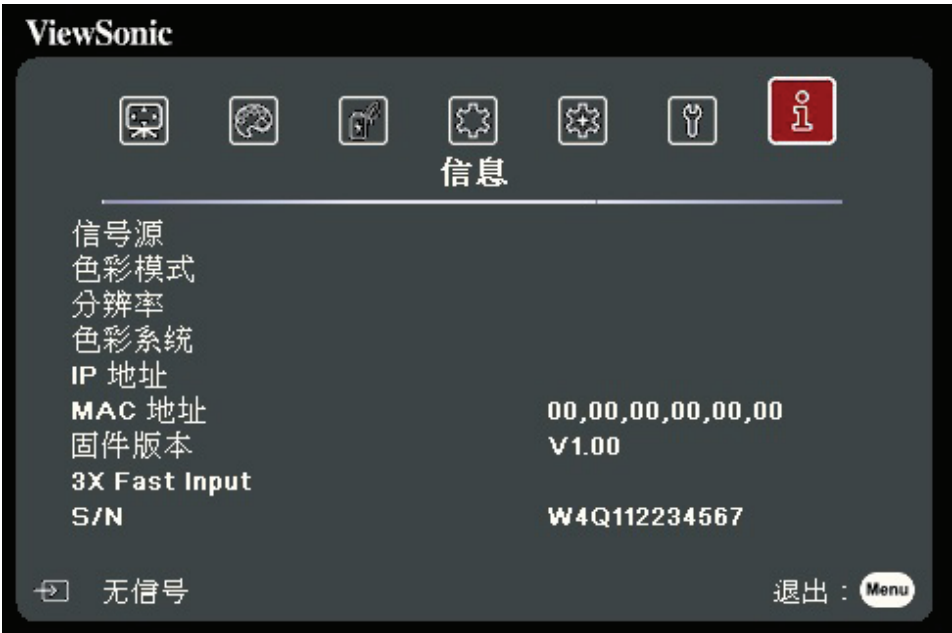 ViewSonic
信息
信号源
色彩模式
分辨率
色彩系统
IP 地址
MAC 地址 00,00,00,00,00,00
固件版本 V1.00
3X Fast Input
S/N W4Q112234567
无信号 退出： Menu